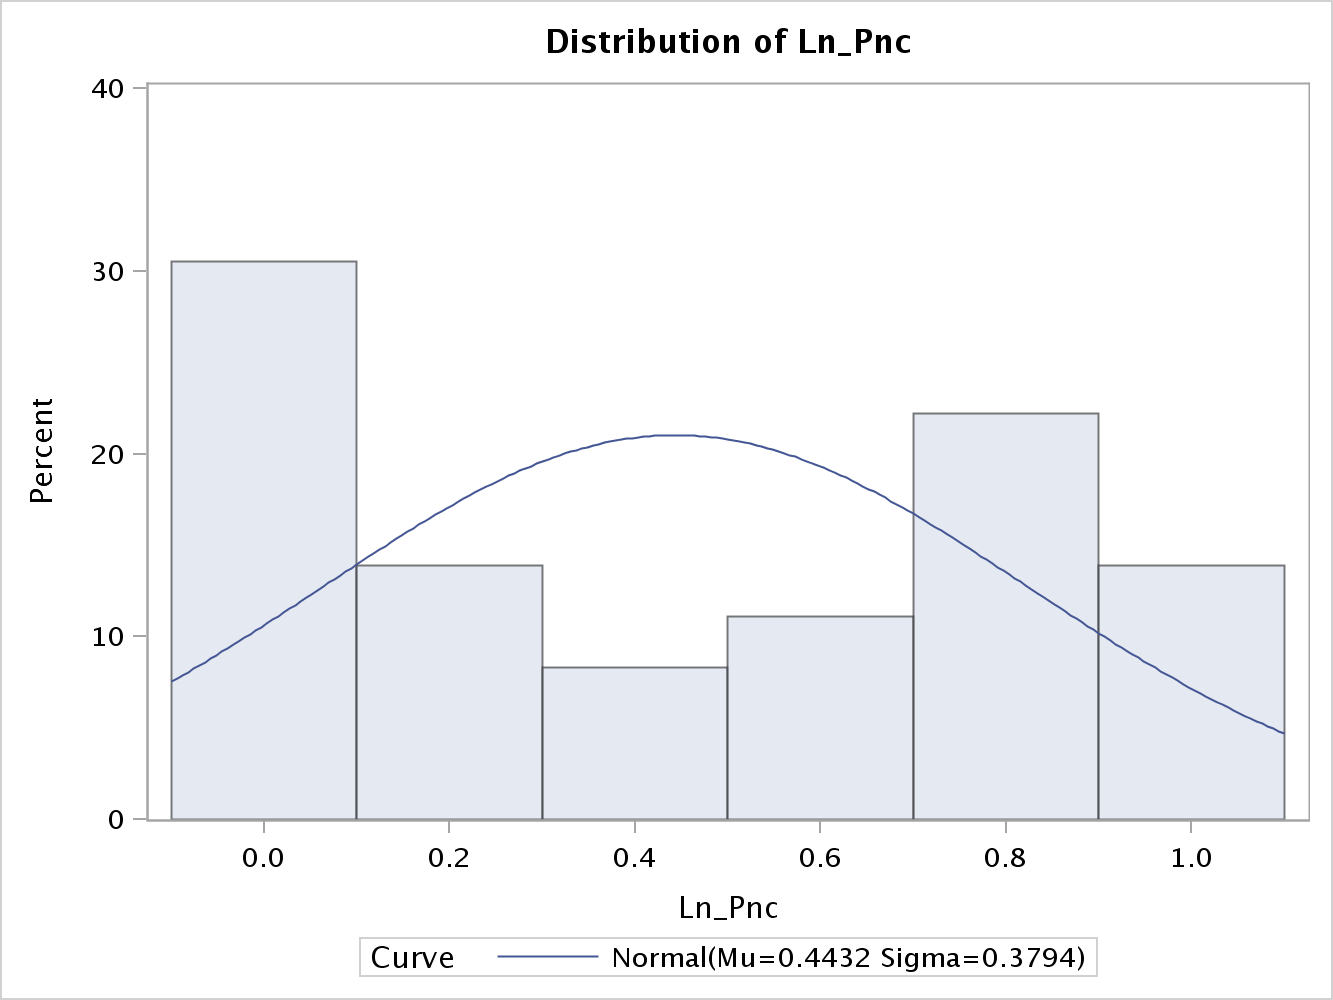 Distribution of Ln_Pnc
40
30
20
10
0
Percent
0.0 0.2 0.4 0.6 0.8 1.0
Ln_Pnc
Curve Normal(Mu=0.4432 Sigma=0.3794)